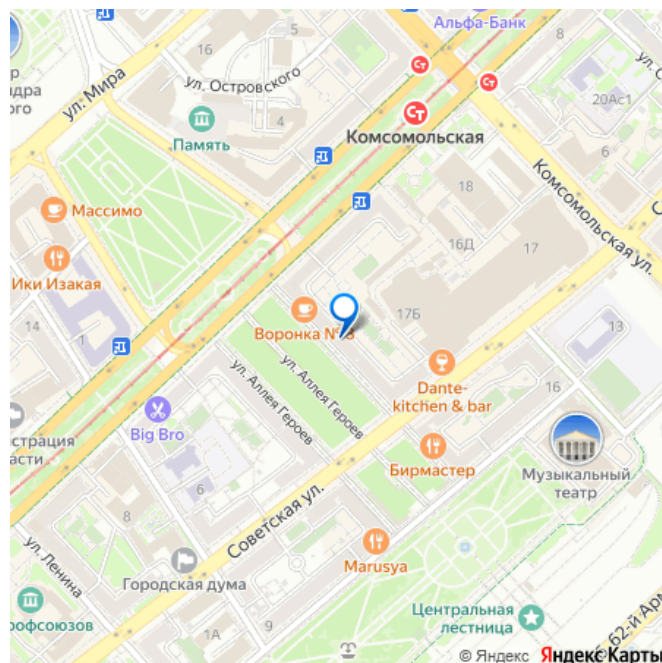 Альфа-Банк
5
16
ул. Островского
ул. Мира
4
Память
Комсомольская
20Ас1
6
Комсомольская ул.
18
Массимо
16Д
17
Ики Изакая
17Б
14
1
Воронка №3
13
Dante-
kitchen & bar
16
ул. Аллея Героев
ул. Аллея Героев
Big Bro
8
Бирмастер
Музыкальный
театр
6
Советская ул.
8
Marusya
Городская дума
ул. Ленина
9
1А
Центральная
лестница
© Яндекс Яндекс Карты